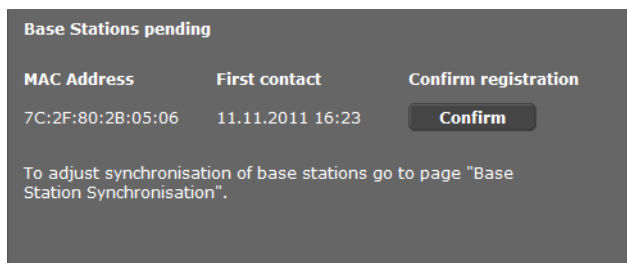 Base Stations pending
MAC Address First contact Confirm registration
7C:2F:80:2B:05:06 11.11.2011 16:23 Confirm
To adjust synchronisation of base stations go to page "Base
Station Synchronisation".